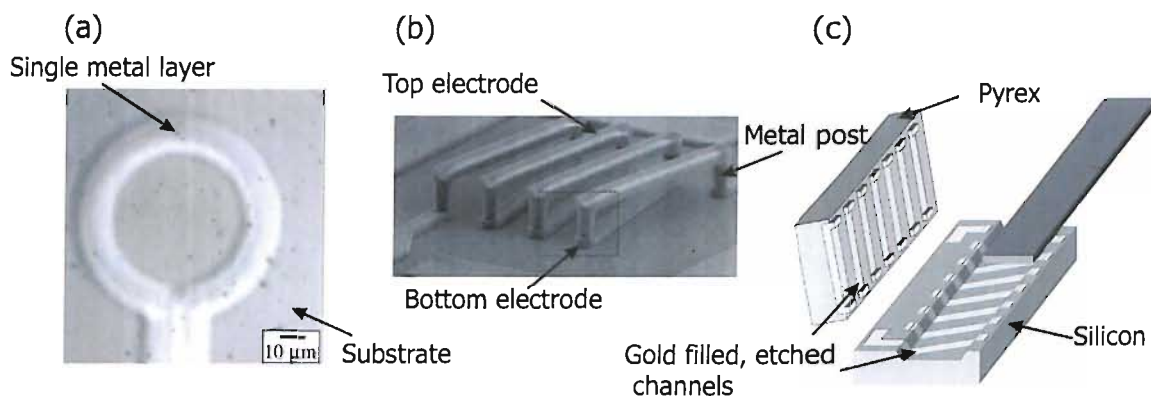 (a)
Single metal layer
10 µm
Substrate
(b)
Top electrode
Metal post
Bottom electrode
(c)
Pyrex
Gold filled, etched
channels
Silicon